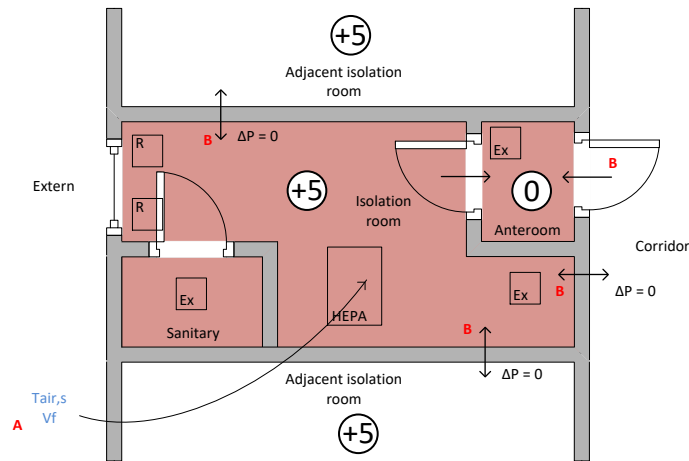 +5
Adjacent isolation
room
B
ΔP = 0
R
Ex
B
Extern
R
+5
Isolation
room
0
Anteroom
Corridor
Ex
Sanitary
HEPA
Ex
B
ΔP = 0
B
ΔP = 0
Adjacent isolation
room
+5
Tair,s
Vf
A